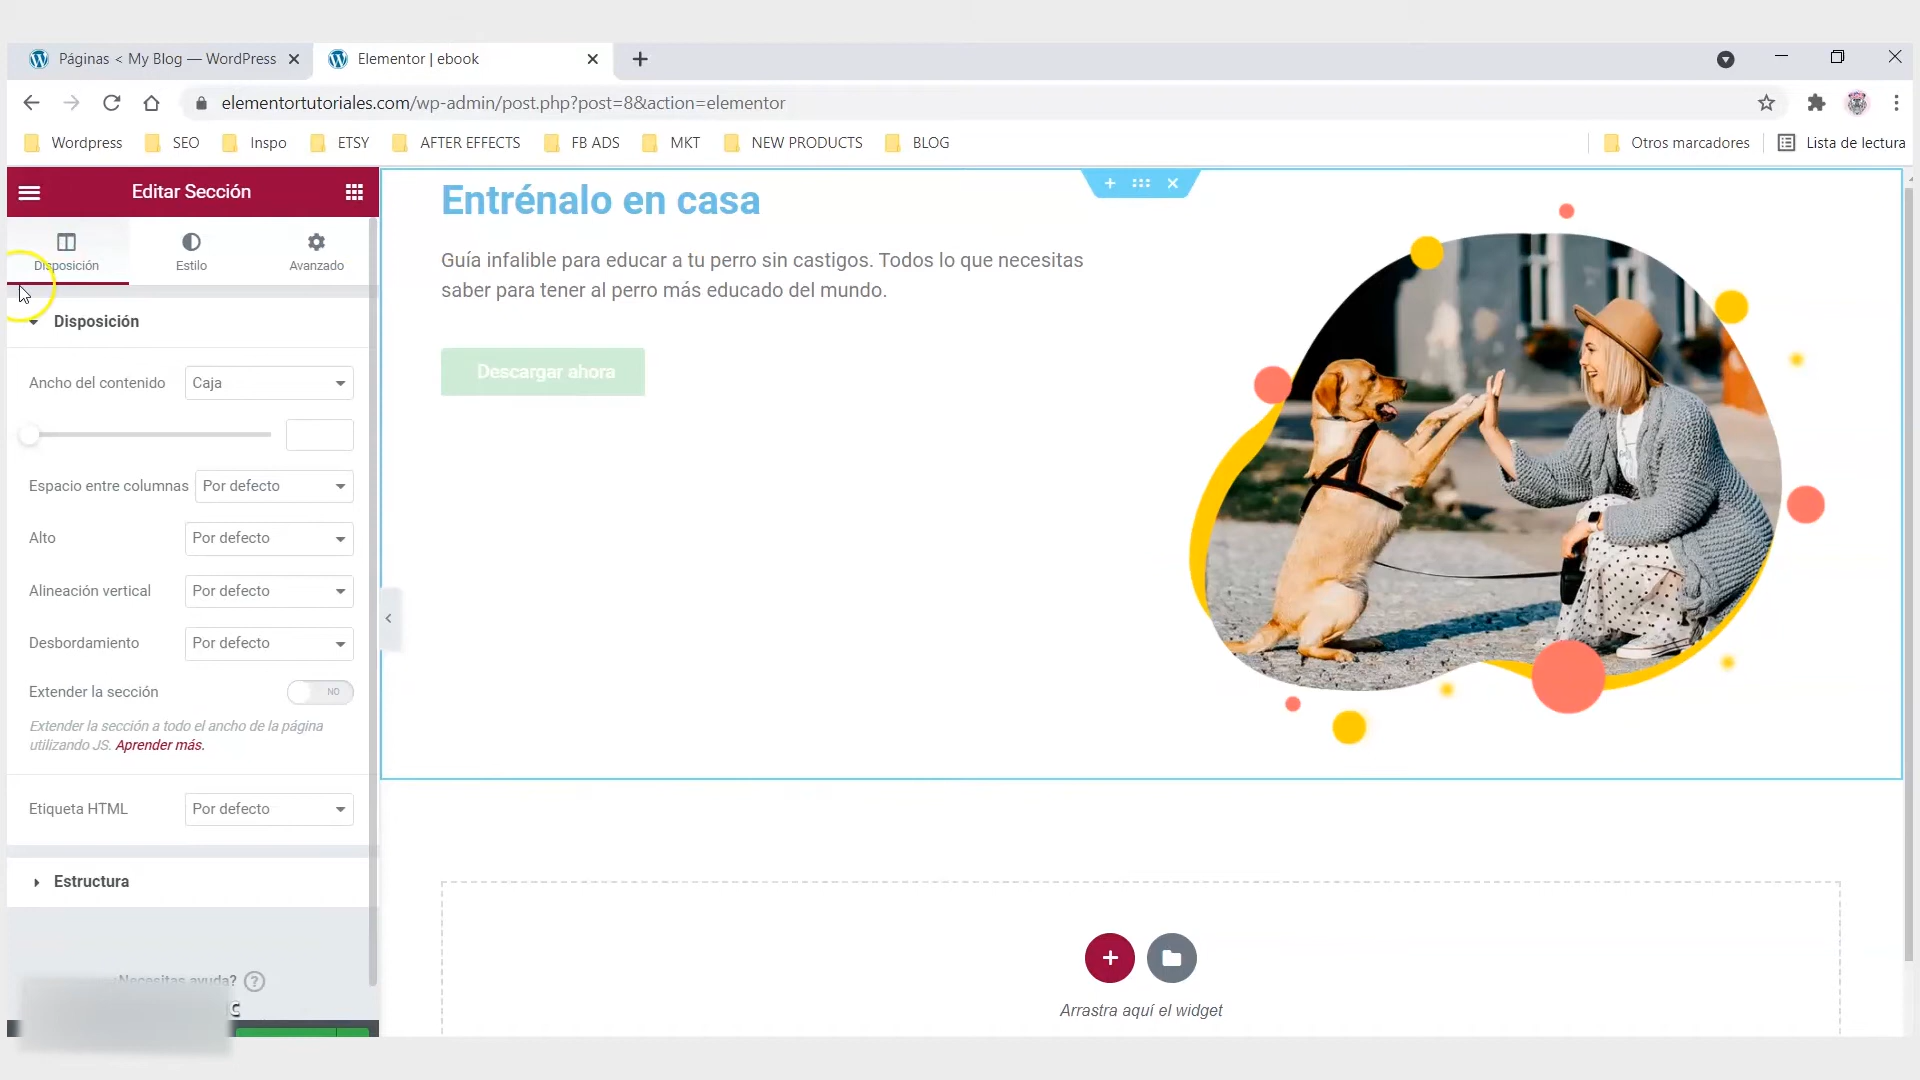 Páginas < My Blog — WordPress
Elementor | ebook
elementortutoriales.com/wp-admin/post.php?post=8&action=elementor
Wordpress SEO Inspo ETSY AFTER EFFECTS FB ADS MKT NEW PRODUCTS BLOG Otros marcadores Lista de lectura
Editar Sección
Disposición Estilo Avanzado
Disposición
Ancho del contenido Caja
Espacio entre columnas Por defecto
Alto Por defecto
Alineación vertical Por defecto
Desbordamiento Por defecto
Extender la sección NO
Extender la sección a todo el ancho de la página
utilizando JS. Aprender más.
Etiqueta HTML Por defecto
Estructura
¿Necesitas ayuda? ?
Entrénalo en casa
Guía infalible para educar a tu perro sin castigos. Todos lo que necesitas
saber para tener al perro más educado del mundo.
Descargar ahora
Arrastra aquí el widget